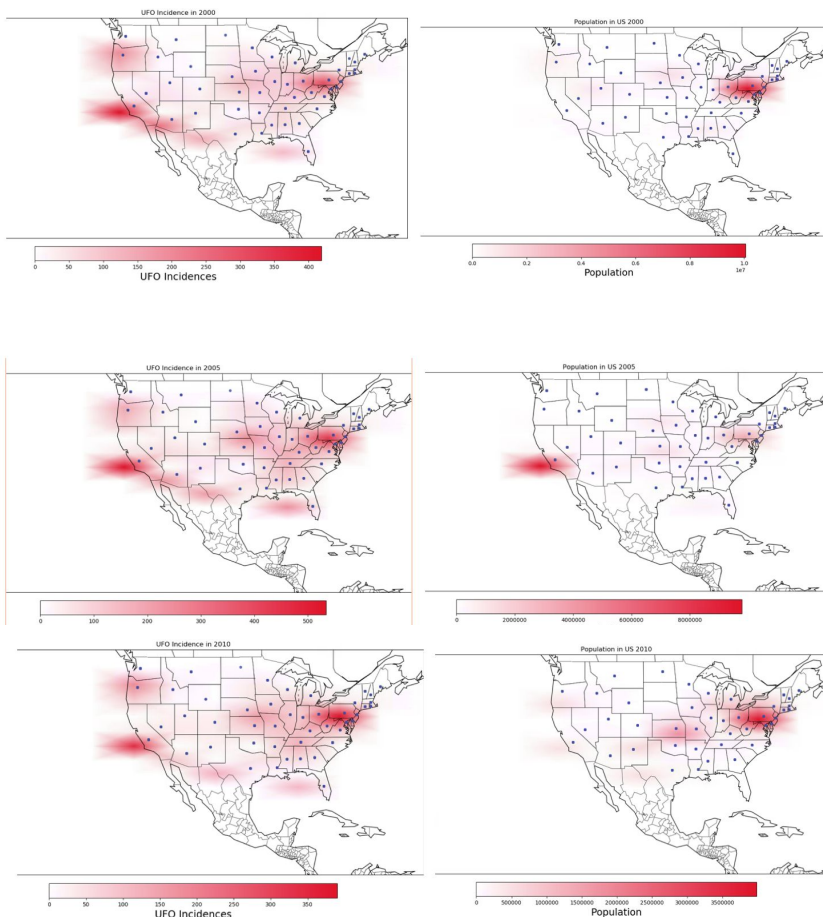 UFO Incidence in 2000
0 50 100 150 200 250 300 350 400
UFO Incidences
Population in US 2000
0.0 0.2 0.4 0.6 0.8 1.0
1e7
Population
UFO Incidence in 2005
0 100 200 300 400 500
Population in US 2005
0 2000000 4000000 6000000 8000000
UFO Incidence in 2010
0 50 100 150 200 250 300 350
UFO Incidences
Population in US 2010
0 500000 1000000 1500000 2000000 2500000 3000000 3500000
Population